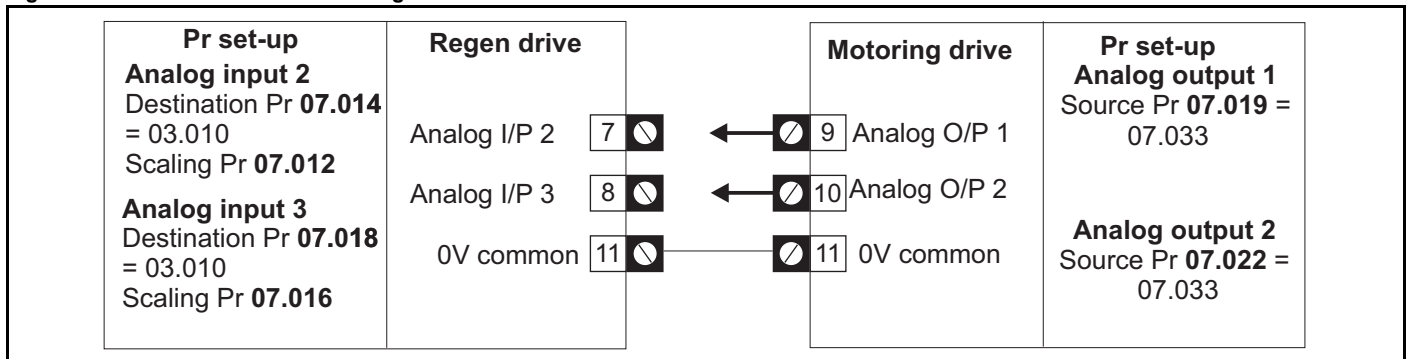 Pr set-up
Analog input 2
Destination Pr 07.014
= 03.010
Scaling Pr 07.012
Analog input 3
Destination Pr 07.018
= 03.010
Scaling Pr 07.016
Regen drive
Analog I/P 2 7
Analog I/P 3 8
0V common 11
Motoring drive
9 Analog O/P 1
10 Analog O/P 2
11 0V common
Pr set-up
Analog output 1
Source Pr 07.019 =
07.033
Analog output 2
Source Pr 07.022 =
07.033